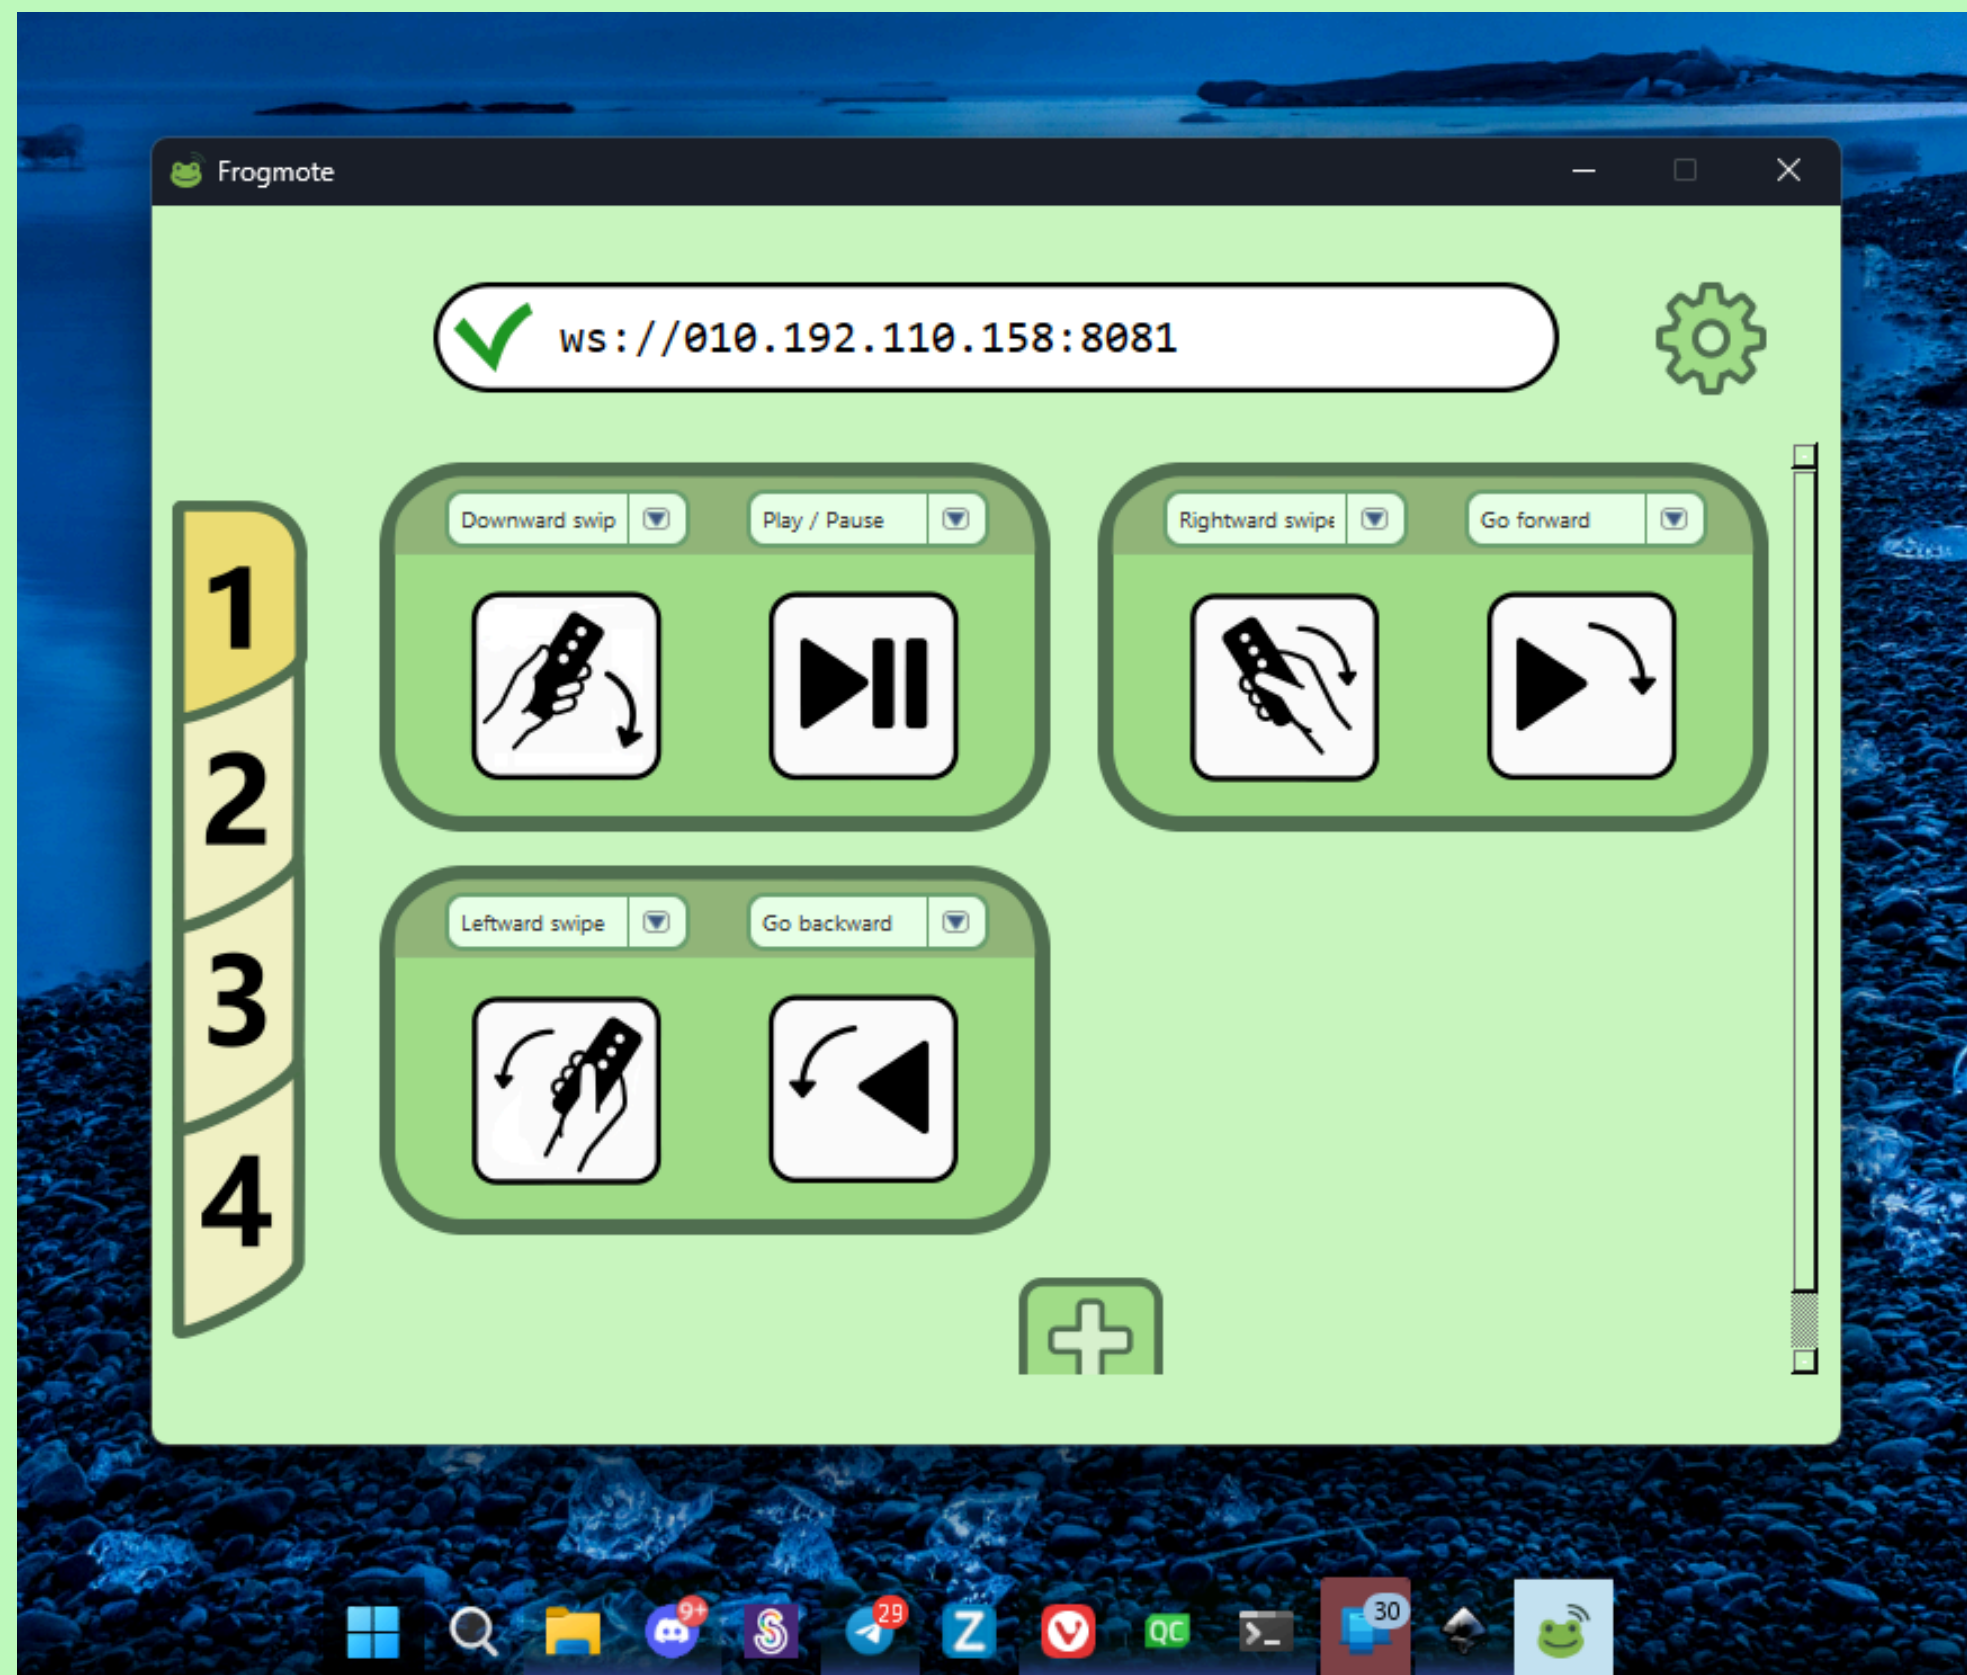 Frogmote
ws://010.192.110.158:8081
Downward swip
Play / Pause
Rightward swipe
Go forward
1
2
Leftward swipe
Go backward
3
4
9+
29
Z
QC
30